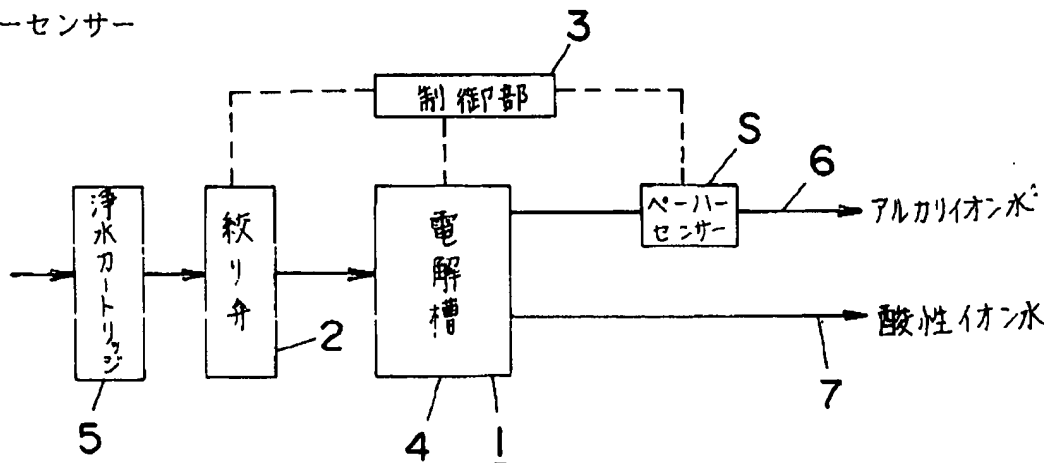 ーセンサー
3
制御部
S
6
浄水カートリッジ
絞り弁
電解槽
ペーハー
センサー
アルカリイオン水
酸性イオン水
2
7
5
4
1